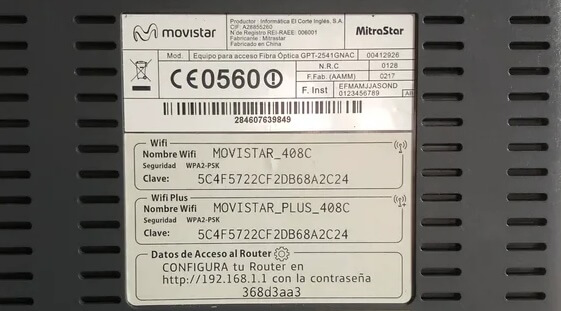 movistar
Productor : Informática El Corte Inglés, S.A.
CIF: A28855260
N.de Registro REI-RAEE: 006001
Fabricante : Mitrastar
Fabricado en China
MitraStar
Mod. Equipo para acceso Fibra Óptica GPT-2541GNAC 00412926
N.R.C 0128
CE0560
F.Fab. (AAMM) 0217
F. Inst EFMAMJJASOND
0123456789 AB
284607639849
Wifi
Nombre Wifi MOVISTAR_408C
Seguridad WPA2-PSK
Clave: 5C4F5722CF2DB68A2C24
Wifi Plus
Nombre Wifi MOVISTAR_PLUS_408C
Seguridad WPA2-PSK
Clave: 5C4F5722CF2DB68A2C24
Datos de Acceso al Router
CONFIGURA tu Router en
http://192.168.1.1 con la contraseña
368d3aa3